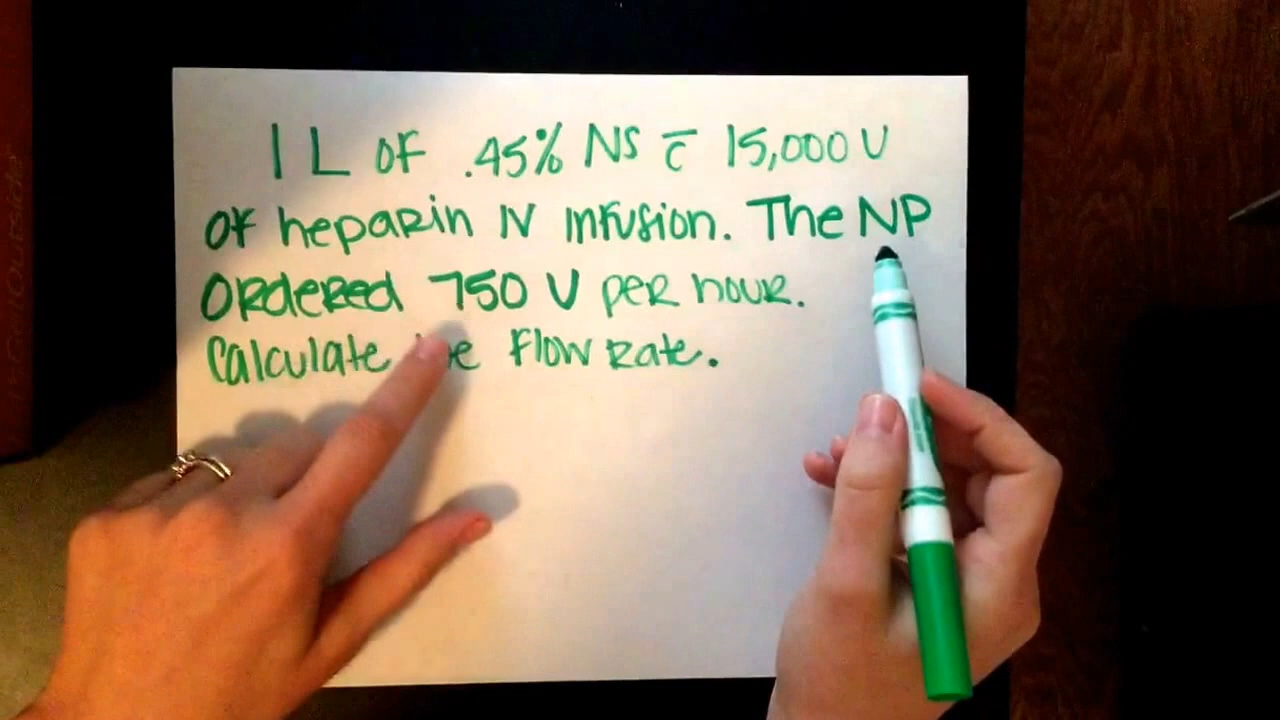 1 L OF .45% NS c̅ 15,000 U
OF hepaRin IV InFusion. The NP
ORdeRed 750 U peR houR.
Calculate the Flow Rate.